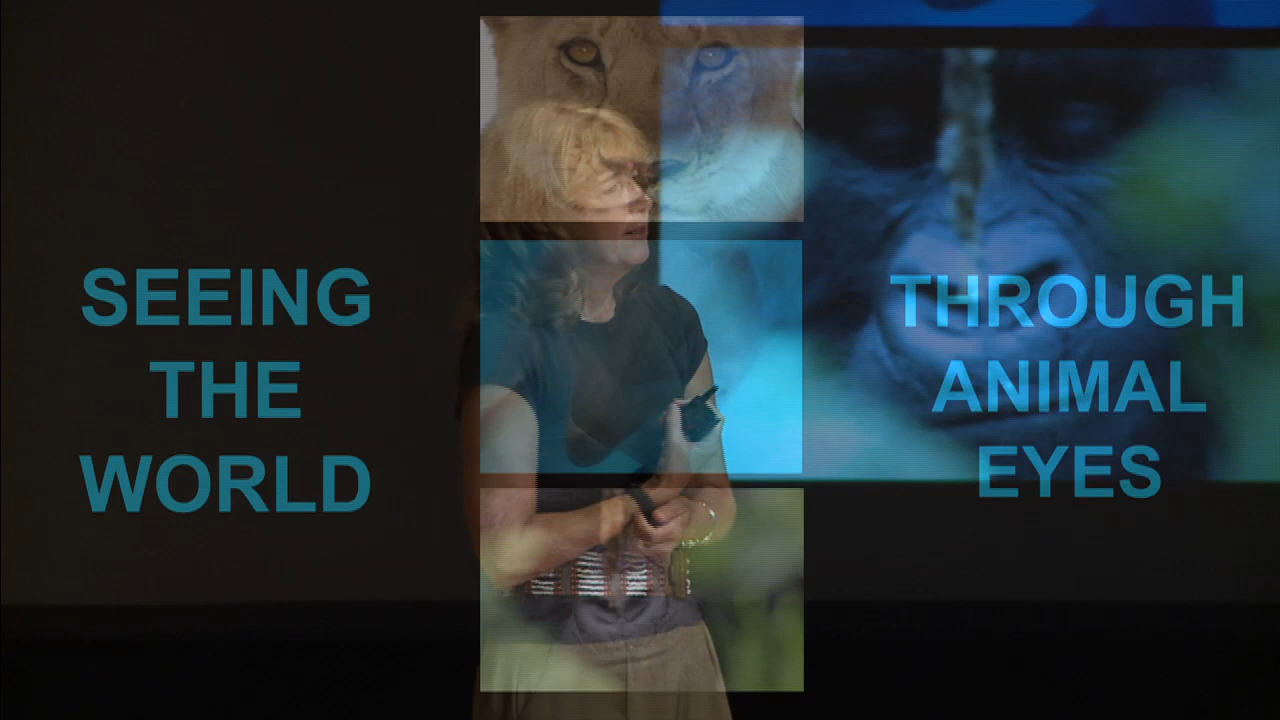 SEEING
THE
WORLD
THROUGH
ANIMAL
EYES